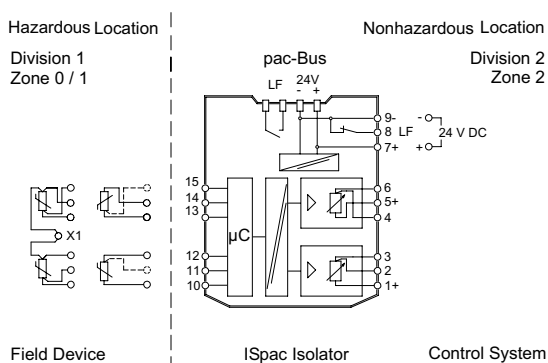 Hazardous Location
Nonhazardous Location
Division 1
Zone 0 / 1
pac-Bus
Division 2
Zone 2
LF 24V
- +
9-
8 LF
7+
- 
+ 
24 V DC
15
14
13
12
11
10
µC
6
5+
4
3
2
1+
X1
Field Device
ISpac Isolator
Control System